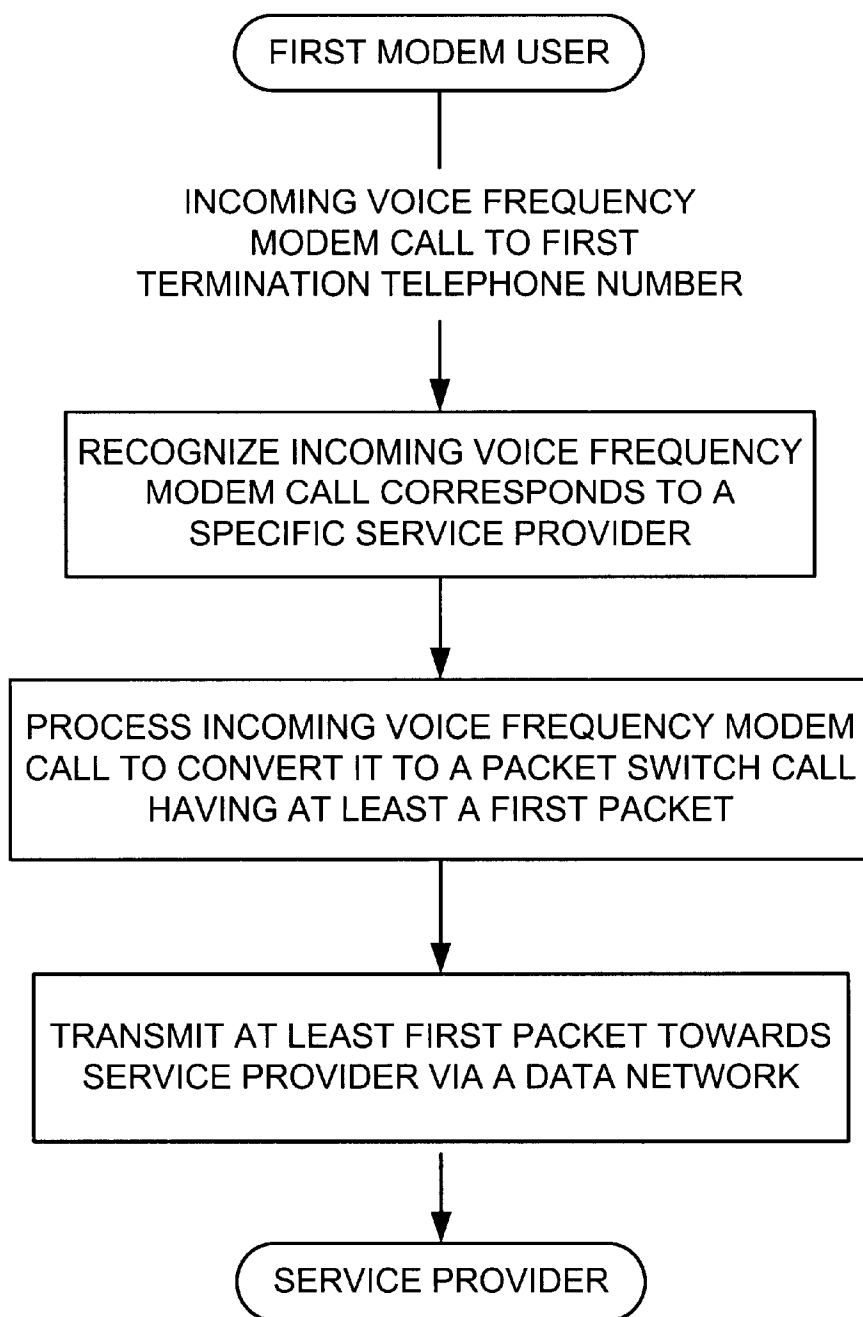 FIRST MODEM USER
INCOMING VOICE FREQUENCY
MODEM CALL TO FIRST
TERMINATION TELEPHONE NUMBER
RECOGNIZE INCOMING VOICE FREQUENCY
MODEM CALL CORRESPONDS TO A
SPECIFIC SERVICE PROVIDER
PROCESS INCOMING VOICE FREQUENCY MODEM
CALL TO CONVERT IT TO A PACKET SWITCH CALL
HAVING AT LEAST A FIRST PACKET
TRANSMIT AT LEAST FIRST PACKET TOWARDS
SERVICE PROVIDER VIA A DATA NETWORK
SERVICE PROVIDER